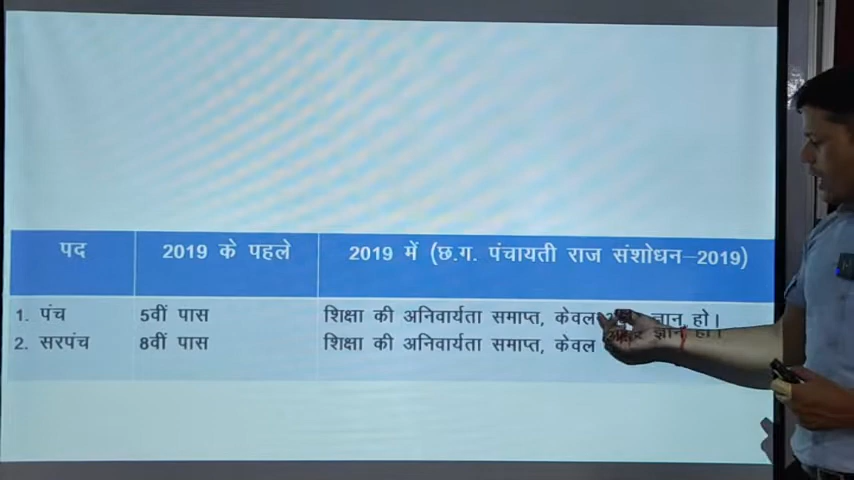 पद 2019 के पहले 2019 में (छ.ग. पंचायती राज संशोधन–2019)
1. पंच 5वीं पास शिक्षा की अनिवार्यता समाप्त, केवल ज्ञान हो।
2. सरपंच 8वीं पास शिक्षा की अनिवार्यता समाप्त, केवल ज्ञान हो।